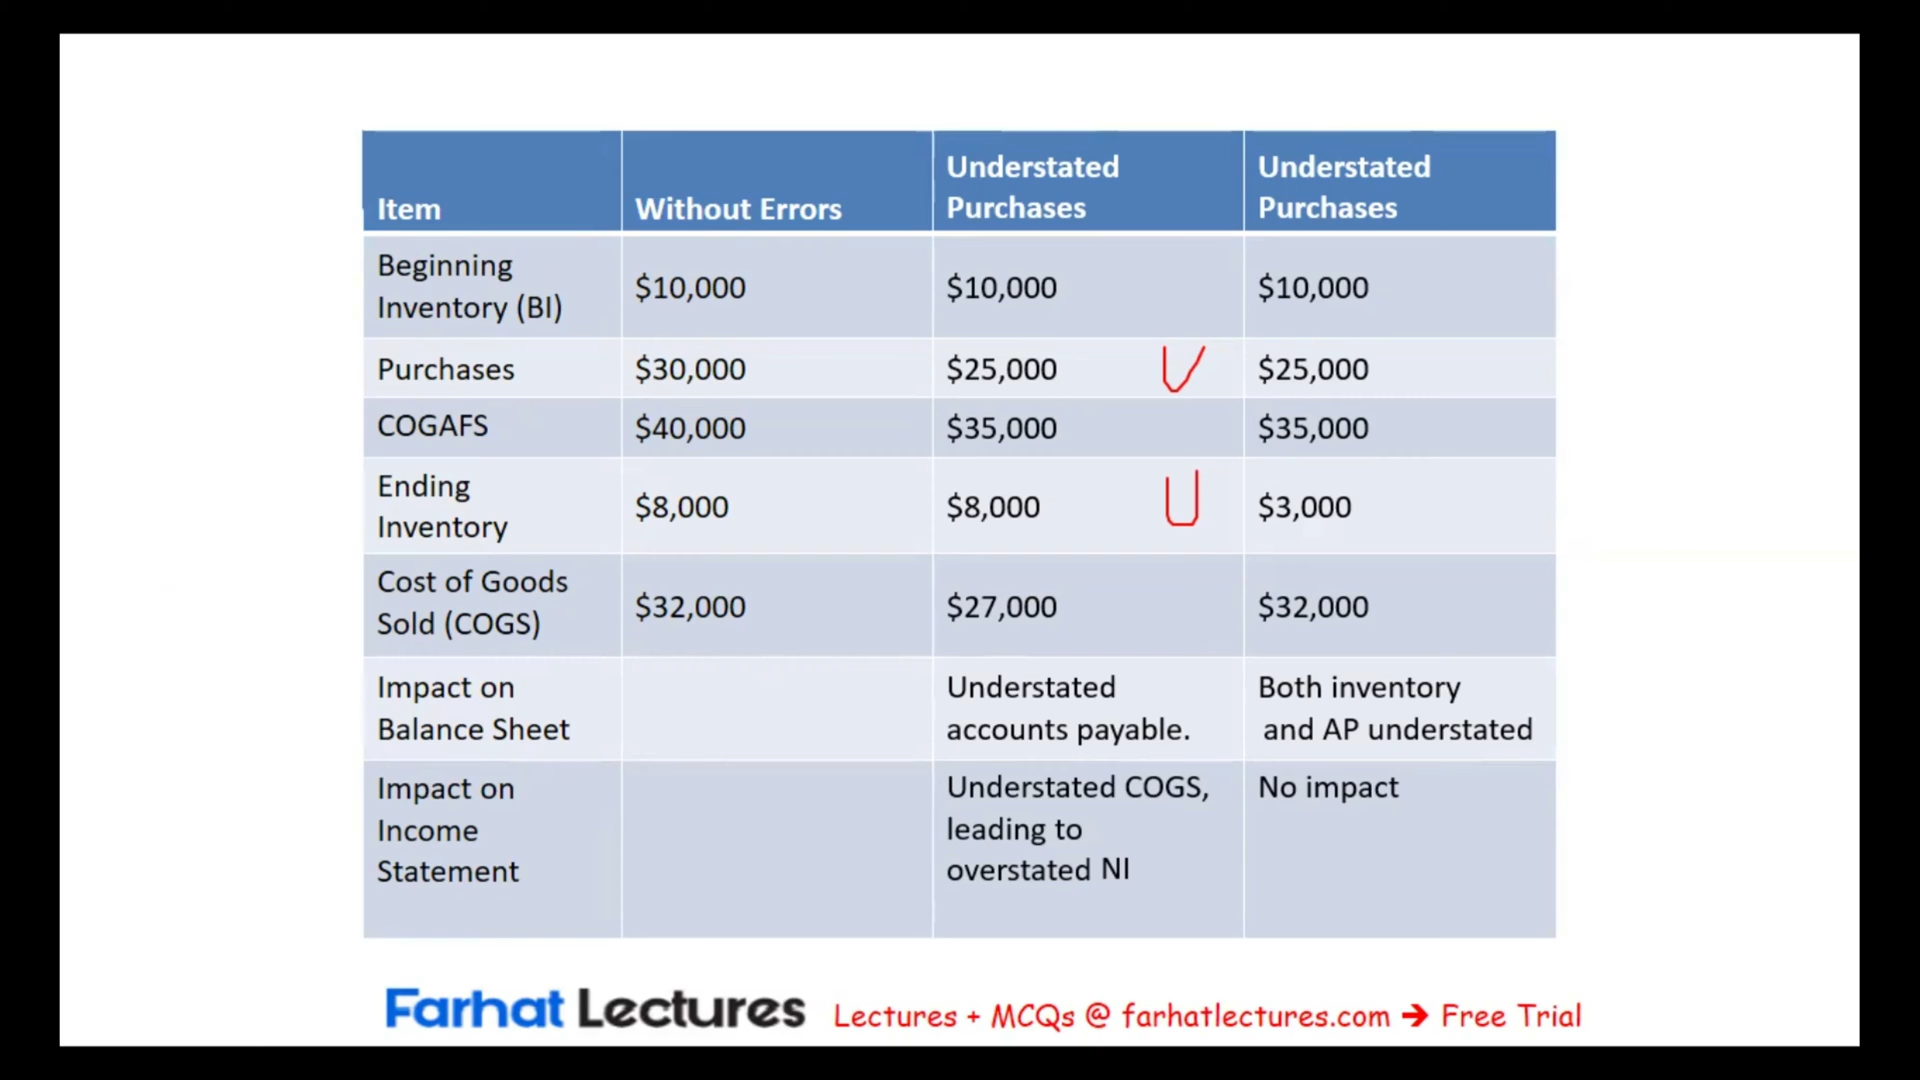 Item Without Errors Understated Purchases Understated Purchases
Beginning Inventory (BI) $10,000 $10,000 $10,000
Purchases $30,000 $25,000 U $25,000
COGAFS $40,000 $35,000 $35,000
Ending Inventory $8,000 $8,000 U $3,000
Cost of Goods Sold (COGS) $32,000 $27,000 $32,000
Impact on Balance Sheet Understated accounts payable. Both inventory and AP understated
Impact on Income Statement Understated COGS, leading to overstated NI No impact
Farhat Lectures Lectures + MCQs @ farhatlectures.com → Free Trial